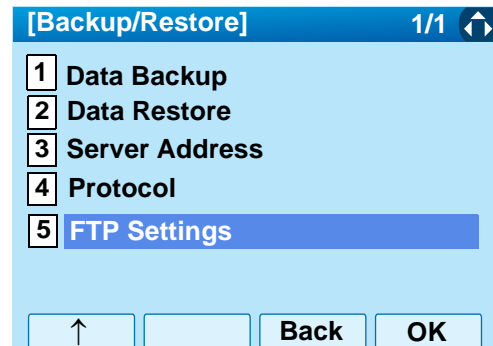 [Backup/Restore] 1/1
1 Data Backup
2 Data Restore
3 Server Address
4 Protocol
5 FTP Settings
↑ Back OK